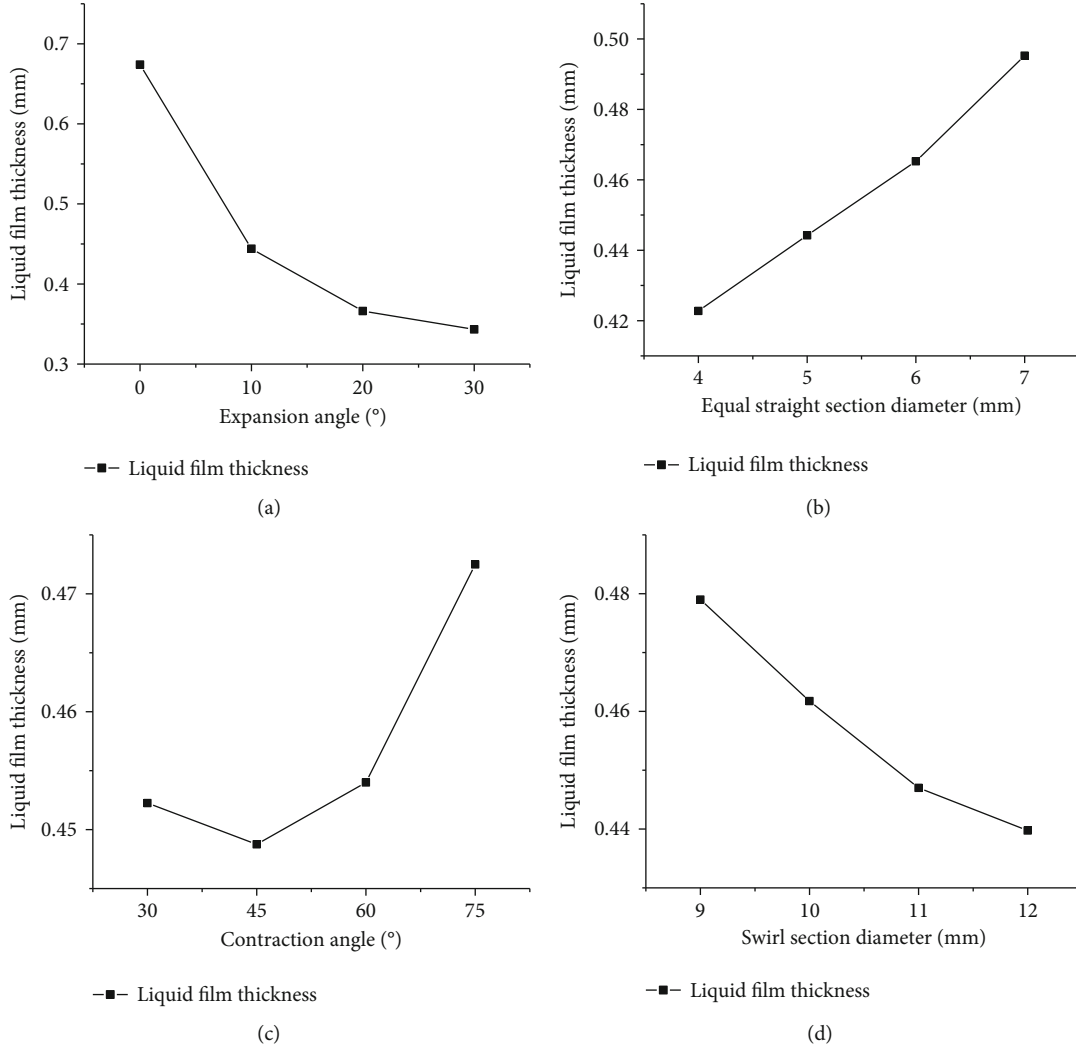 0.7
0.6
0.5
0.4
0.3
Liquid film thickness (mm)
0 10 20 30
Expansion angle (°)
Liquid film thickness
(a)
0.50
0.48
0.46
0.44
0.42
Liquid film thickness (mm)
4 5 6 7
Equal straight section diameter (mm)
Liquid film thickness
(b)
0.47
0.46
0.45
Liquid film thickness (mm)
30 45 60 75
Contraction angle (°)
Liquid film thickness
(c)
0.48
0.46
0.44
Liquid film thickness (mm)
9 10 11 12
Swirl section diameter (mm)
Liquid film thickness
(d)